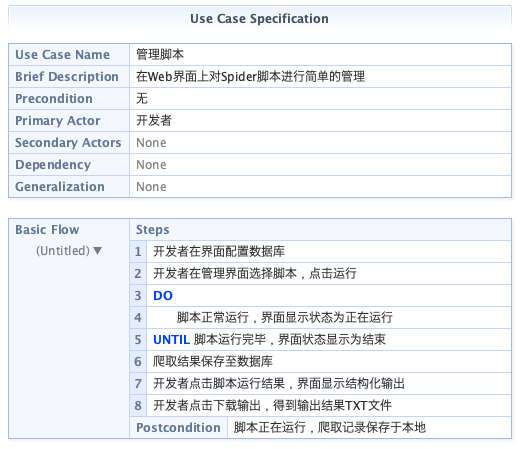 Use Case Specification
Use Case Name 管理脚本
Brief Description 在Web界面上对Spider脚本进行简单的管理
Precondition 无
Primary Actor 开发者
Secondary Actors None
Dependency None
Generalization None
Basic Flow Steps
(Untitled) ▼
1 开发者在界面配置数据库
2 开发者在管理界面选择脚本，点击运行
3 DO
4 脚本正常运行，界面显示状态为正在运行
5 UNTIL 脚本运行完毕，界面状态显示为结束
6 爬取结果保存至数据库
7 开发者点击脚本运行结果，界面显示结构化输出
8 开发者点击下载输出，得到输出结果TXT文件
Postcondition 脚本正在运行，爬取记录保存于本地